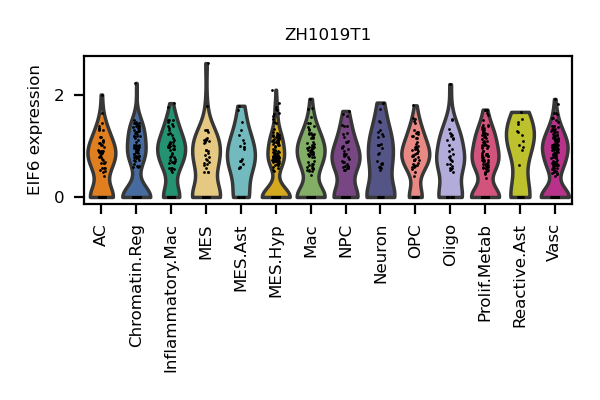 ZH1019T1
EIF6 expression
2
0
AC
Chromatin.Reg
Inflammatory.Mac
MES
MES.Ast
MES.Hyp
Mac
NPC
Neuron
OPC
Oligo
Prolif.Metab
Reactive.Ast
Vasc